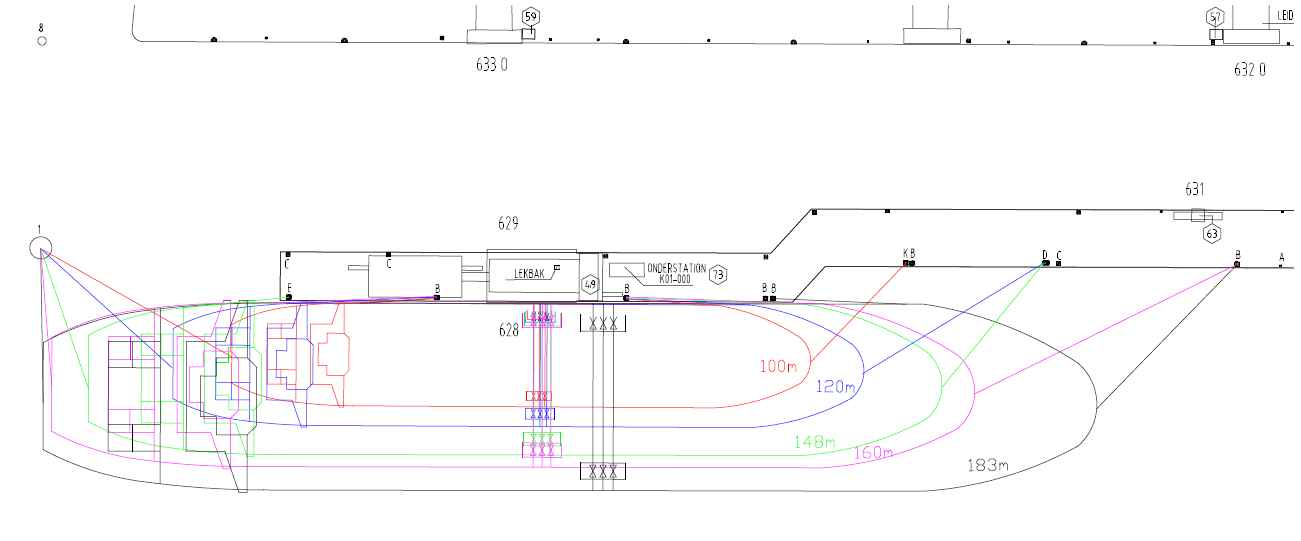 8
59
57
LEID
633 0
632 0
631
63
629
1
C
C
LEKBAK
49
ONDERSTATION
K01-000
73
K B
D
C
B
A
E
B
B
B B
628
100m
120m
148m
160m
183m